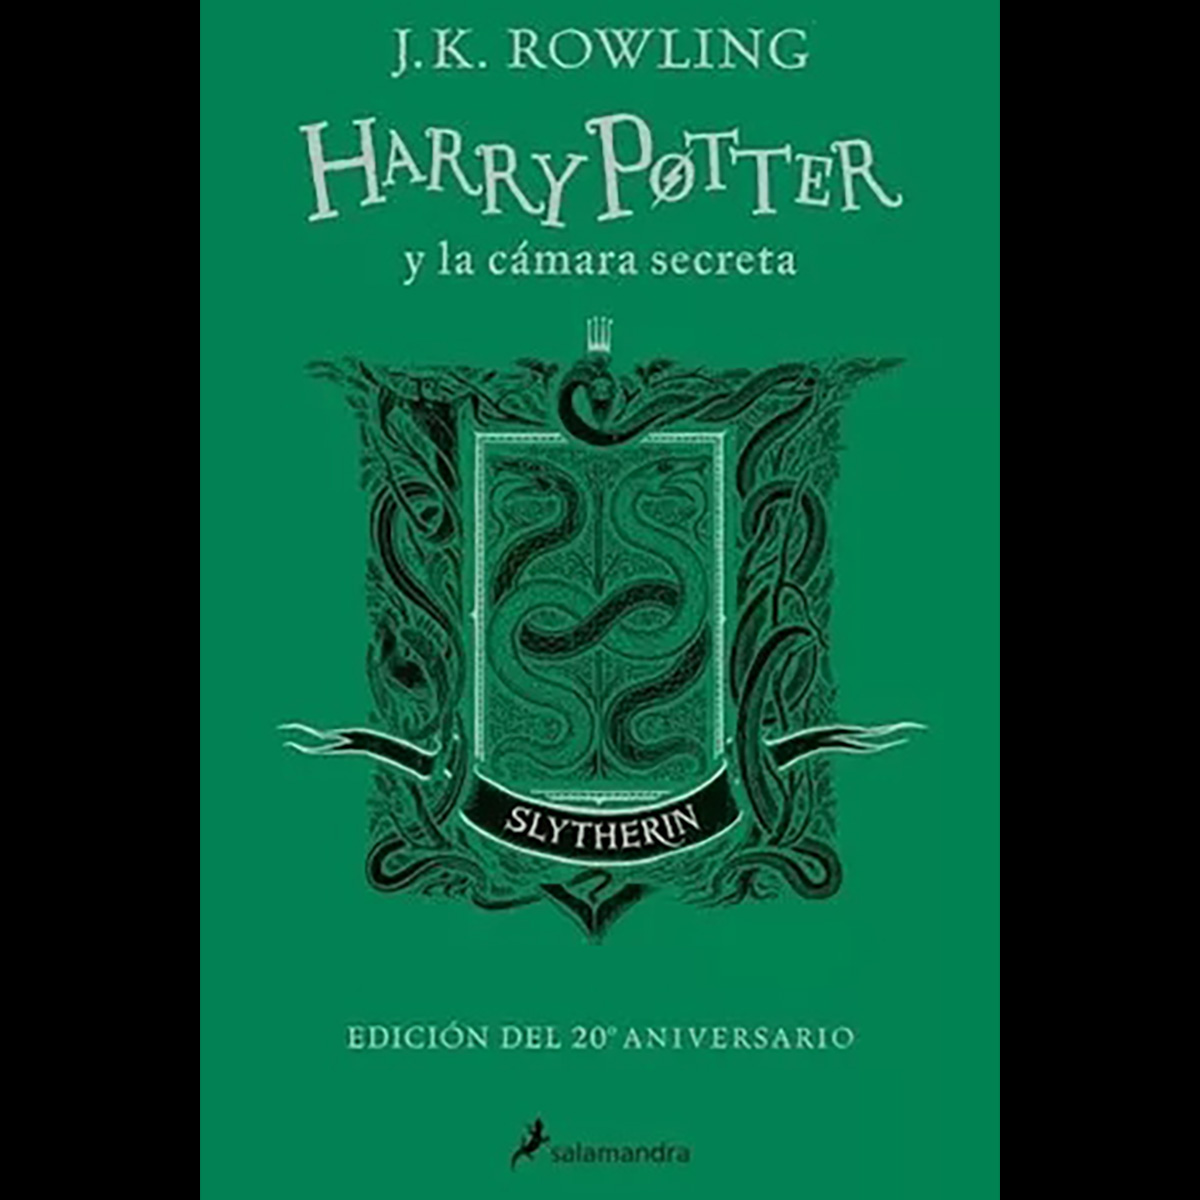 J.K. ROWLING
HARRY POTTER
y la cámara secreta
SLYTHERIN
EDICIÓN DEL 20º ANIVERSARIO
salamandra